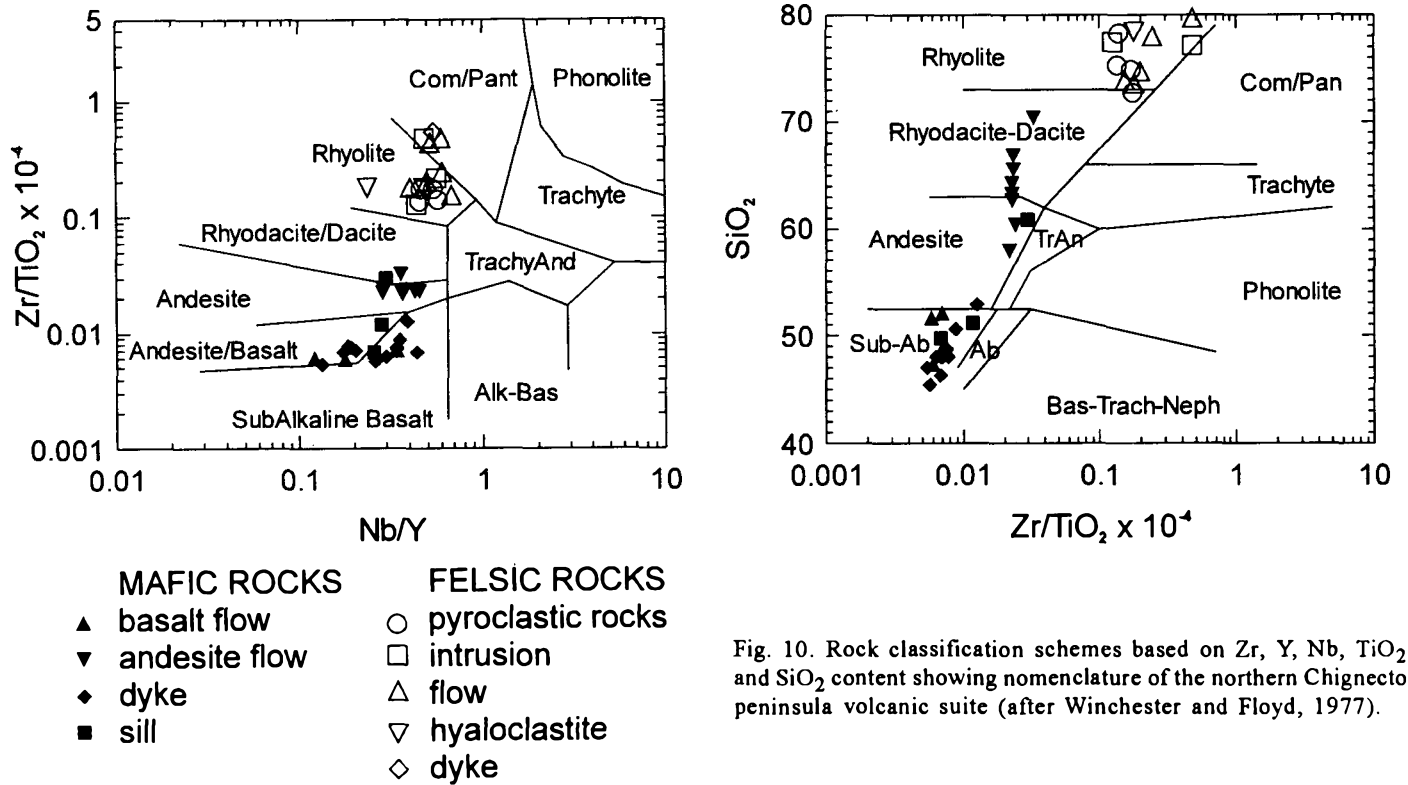 5
1
0.1
0.01
0.001
Zr/TiO₂ x 10⁻⁴
Com/Pant
Phonolite
Rhyolite
Trachyte
Rhyodacite/Dacite
TrachyAnd
Andesite
Andesite/Basalt
Alk-Bas
SubAlkaline Basalt
0.01 0.1 1 10
Nb/Y
80
70
60
50
40
SiO₂
Rhyolite
Com/Pan
Rhyodacite-Dacite
Trachyte
Andesite
TrAn
Phonolite
Sub-Ab
Ab
Bas-Trach-Neph
0.001 0.01 0.1 1 10
Zr/TiO₂ x 10⁻⁴
MAFIC ROCKS
basalt flow
andesite flow
dyke
sill
FELSIC ROCKS
pyroclastic rocks
intrusion
flow
hyaloclastite
dyke
Fig. 10. Rock classification schemes based on Zr, Y, Nb, TiO₂
and SiO₂ content showing nomenclature of the northern Chignecto
peninsula volcanic suite (after Winchester and Floyd, 1977).